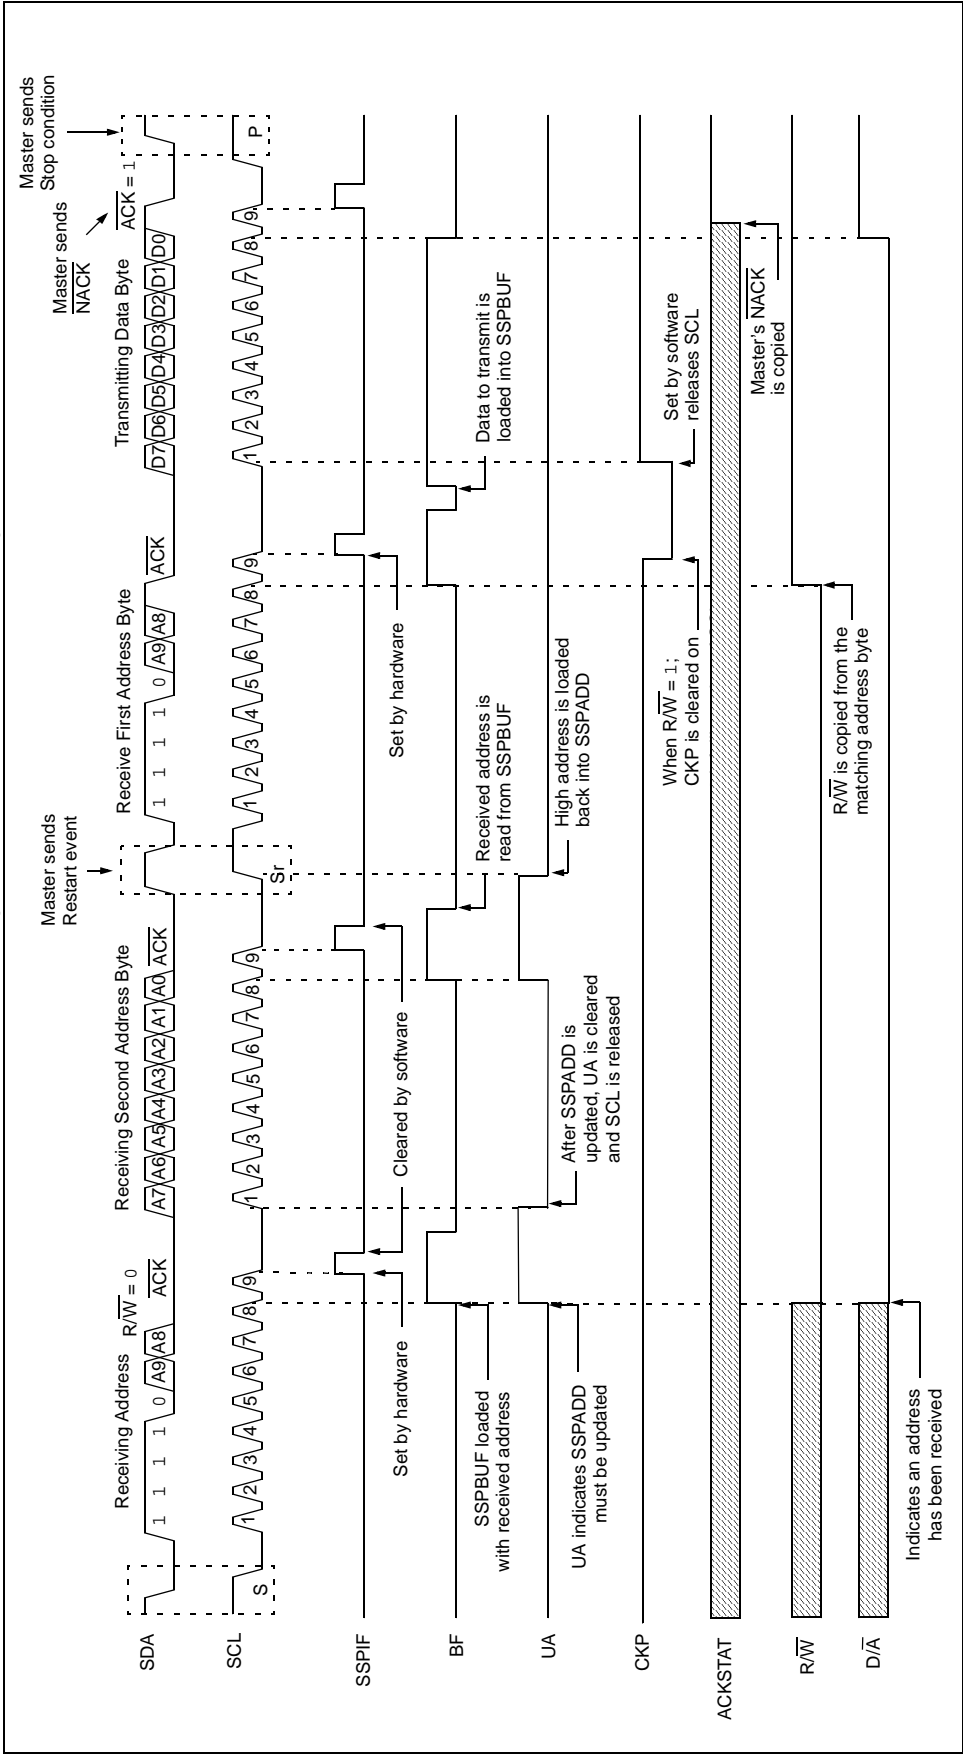 Master sends
Stop condition
Master sends
NACK
ACK = 1
Master sends
Restart event
Receiving Address
R/W = 0
ACK
Receiving Second Address Byte
ACK
Receive First Address Byte
ACK
Transmitting Data Byte
SDA
1 1 1 1 0 A9 A8
A7 A6 A5 A4 A3 A2 A1 A0
1 1 1 1 0 A9 A8
D7 D6 D5 D4 D3 D2 D1 D0
SCL
S
1 2 3 4 5 6 7 8 9
1 2 3 4 5 6 7 8 9
Sr
1 2 3 4 5 6 7 8 9
1 2 3 4 5 6 7 8 9
P
SSPIF
Set by hardware
Cleared by software
Set by hardware
BF
SSPBUF loaded
with received address
Received address is
read from SSPBUF
Data to transmit is
loaded into SSPBUF
UA
UA indicates SSPADD
must be updated
After SSPADD is
updated, UA is cleared
and SCL is released
High address is loaded
back into SSPADD
CKP
When R/W = 1;
CKP is cleared on
Set by software
releases SCL
ACKSTAT
Master's NACK
is copied
R/W
R/W is copied from the
matching address byte
D/A
Indicates an address
has been received